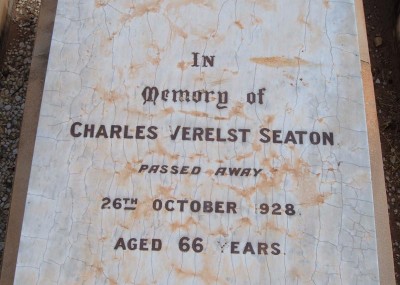 In
Memory of
CHARLES VERELST SEATON
PASSED AWAY
26TH OCTOBER 1928
AGED 66 YEARS.